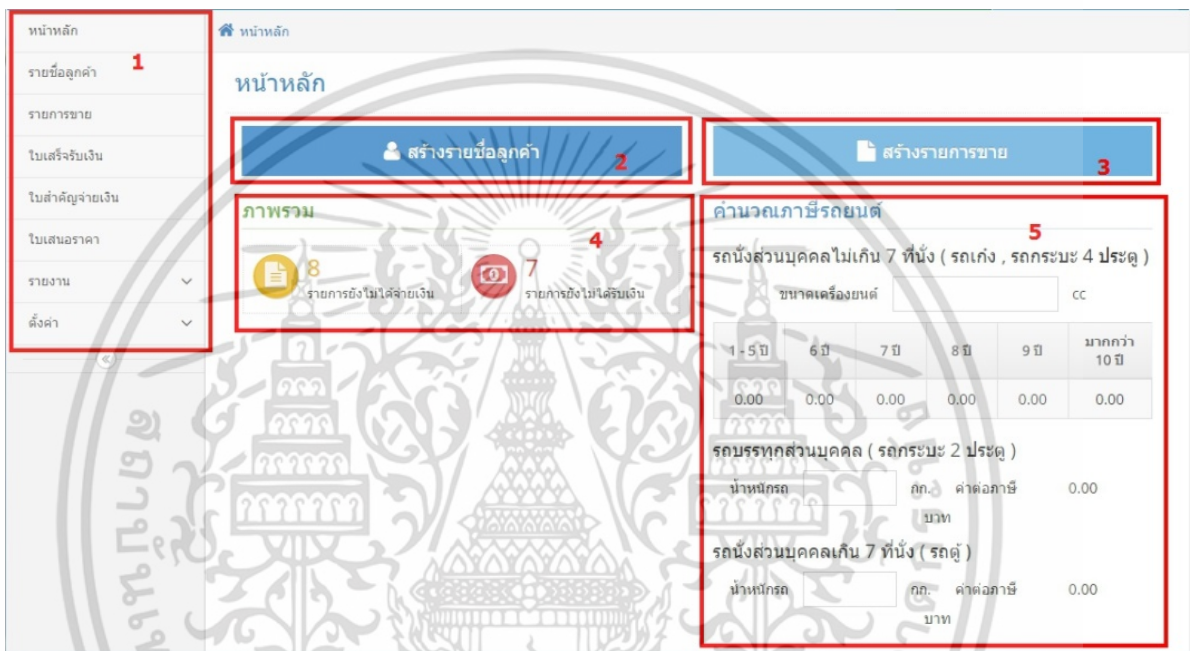 หน้าหลัก
รายชื่อลูกค้า
1
รายการขาย
ใบเสร็จรับเงิน
ใบสำคัญจ่ายเงิน
ใบเสนอราคา
รายงาน
ตั้งค่า
หน้าหลัก
หน้าหลัก
สร้างรายชื่อลูกค้า
2
สร้างรายการขาย
3
ภาพรวม
4
8
รายการยังไม่ได้จ่ายเงิน
7
รายการยังไม่ได้รับเงิน
คำนวณภาษีรถยนต์
5
รถนั่งส่วนบุคคลไม่เกิน 7 ที่นั่ง ( รถเก๋ง , รถกระบะ 4 ประตู )
ขนาดเครื่องยนต์ cc
1 - 5 ปี 6 ปี 7 ปี 8 ปี 9 ปี มากกว่า
10 ปี
0.00 0.00 0.00 0.00 0.00 0.00
รถบรรทุกส่วนบุคคล ( รถกระบะ 2 ประตู )
น้ำหนักรถ กก. ค่าต่อภาษี 0.00
บาท
รถนั่งส่วนบุคคลเกิน 7 ที่นั่ง ( รถตู้ )
น้ำหนักรถ กก. ค่าต่อภาษี 0.00
บาท